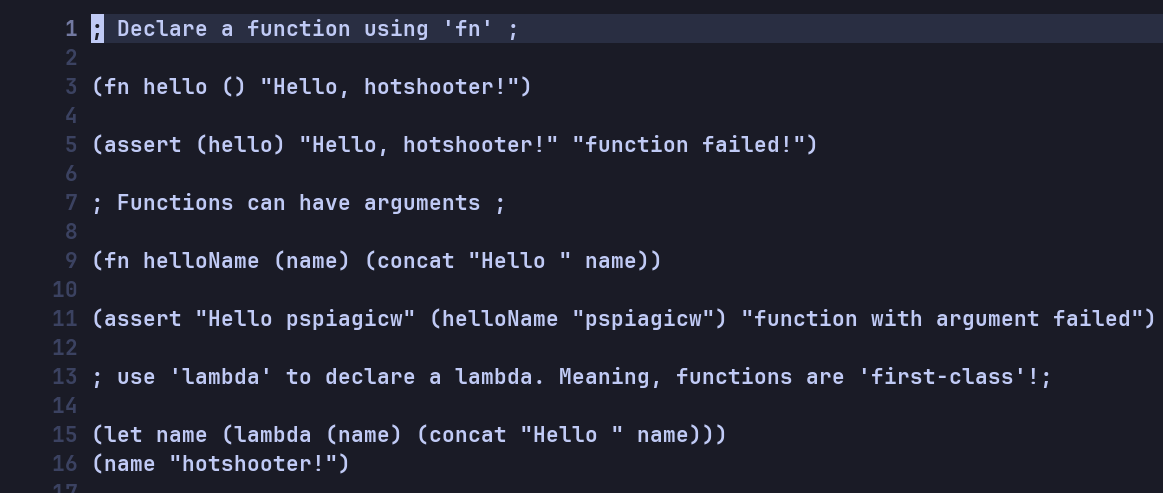 1 ; Declare a function using 'fn' ;
2
3 (fn hello () "Hello, hotshooter!")
4
5 (assert (hello) "Hello, hotshooter!" "function failed!")
6
7 ; Functions can have arguments ;
8
9 (fn helloName (name) (concat "Hello " name))
10
11 (assert "Hello pspiagicw" (helloName "pspiagicw") "function with argument failed")
12
13 ; use 'lambda' to declare a lambda. Meaning, functions are 'first-class'!;
14
15 (let name (lambda (name) (concat "Hello " name)))
16 (name "hotshooter!")
17